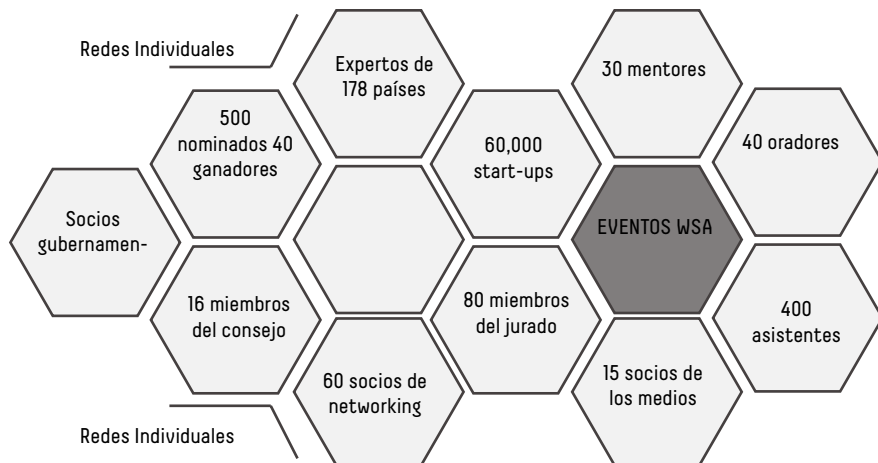 Redes Individuales
Expertos de
178 países
30 mentores
500
nominados 40
ganadores
60,000
start-ups
40 oradores
Socios
gubernamen-
EVENTOS WSA
16 miembros
del consejo
80 miembros
del jurado
400
asistentes
60 socios de
networking
15 socios de
los medios
Redes Individuales